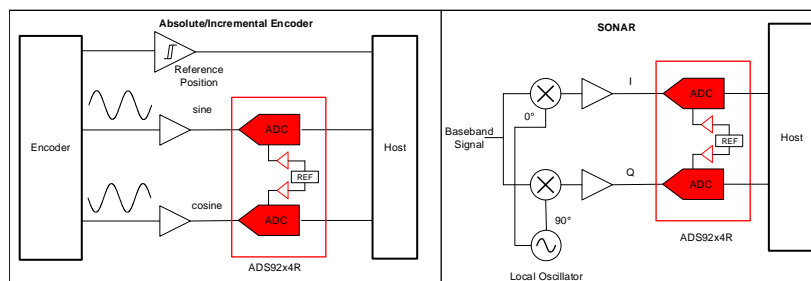 Absolute/Incremental Encoder
Reference
Position
sine
Encoder
ADC
REF
Host
cosine
ADC
ADS92x4R
SONAR
I
ADC
0°
Baseband
Signal
REF
Host
Q
ADC
90°
ADS92x4R
Local Oscillator